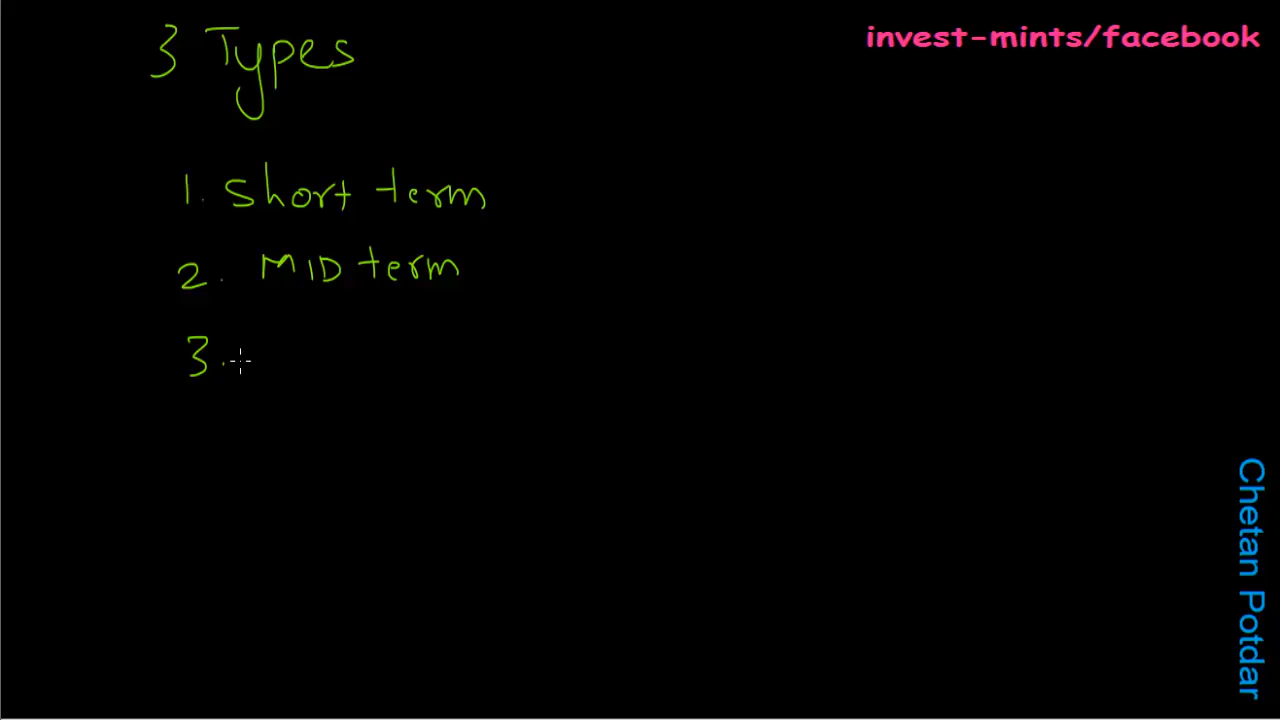 3 Types
invest-mints/facebook
1. Short term
2. MID term
3.
Chetan Potdar